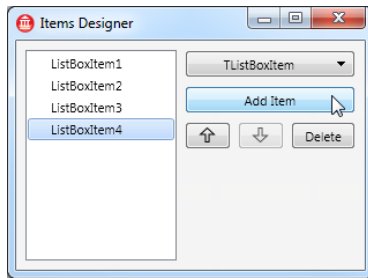 Items Designer
ListBoxItem1
ListBoxItem2
ListBoxItem3
ListBoxItem4
TListBoxItem
Add Item
Delete